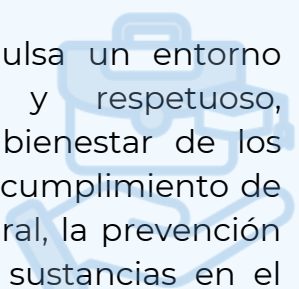 ulsa un entorno
y respetuoso,
bienestar de los
cumplimiento de
ral, la prevención
sustancias en el